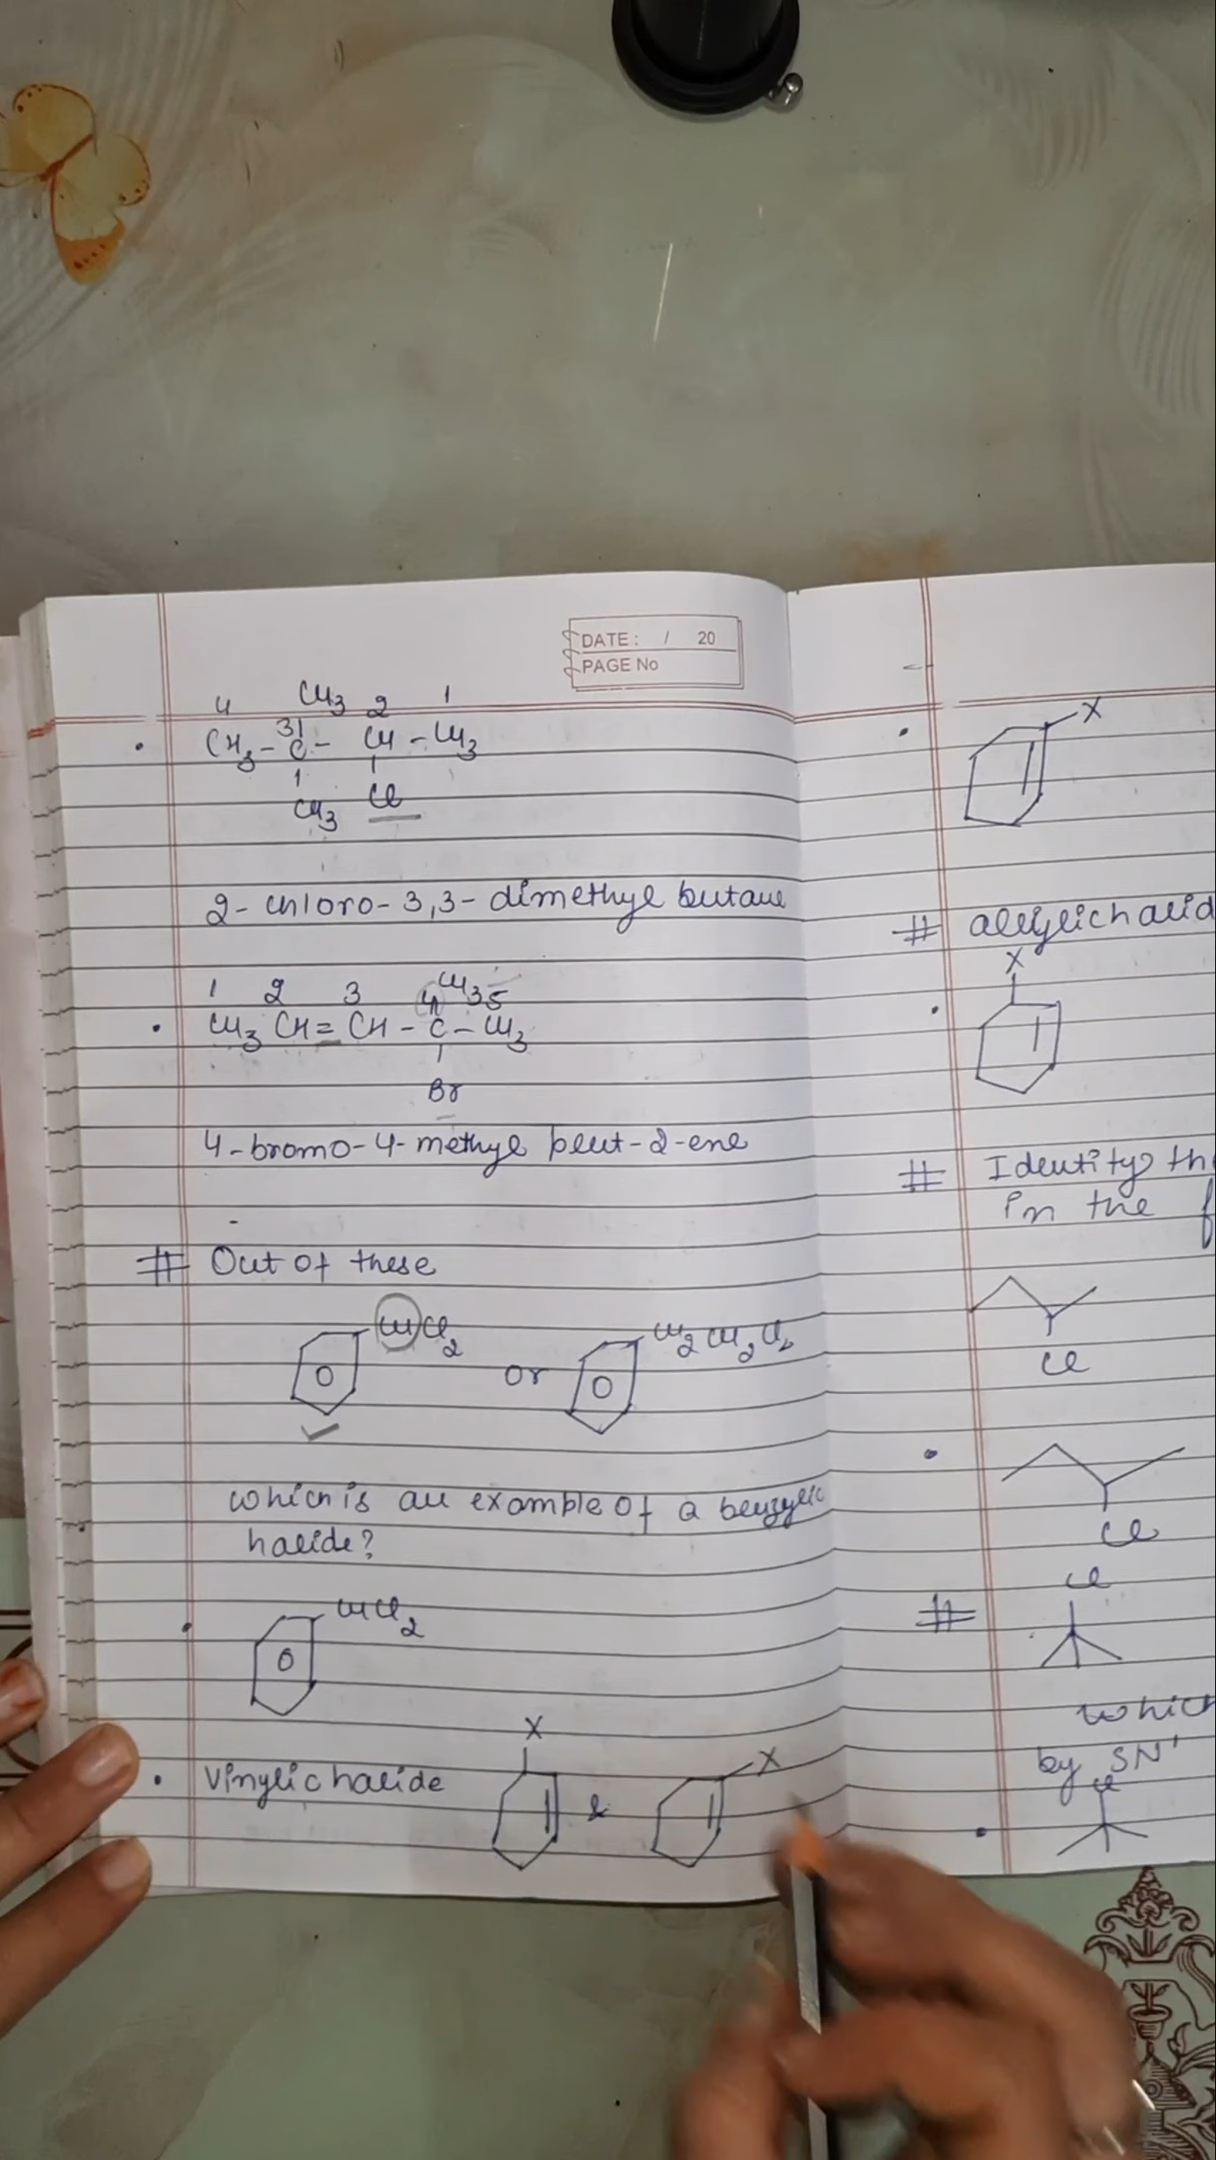 DATE: / 20
PAGE No
4 CH3 2 1
CH3 - 3C - CH - CH3
CH3 Cl
2- chloro-3,3- dimethyl butane
1 2 3 4 CH3 5
CH3 CH = CH - C - CH3
Br
4-bromo-4-methyl pent-2-ene
# Out of these
CHCl2 or CH2 CH2 Cl2
which is an example of a benzylic
halide?
CHCl2
X
• Vinylic halide & X
• X
# allylic halid
X
# Identity th
in the f
Cl
• Cl
Cl
#
which
by SN1
Cl